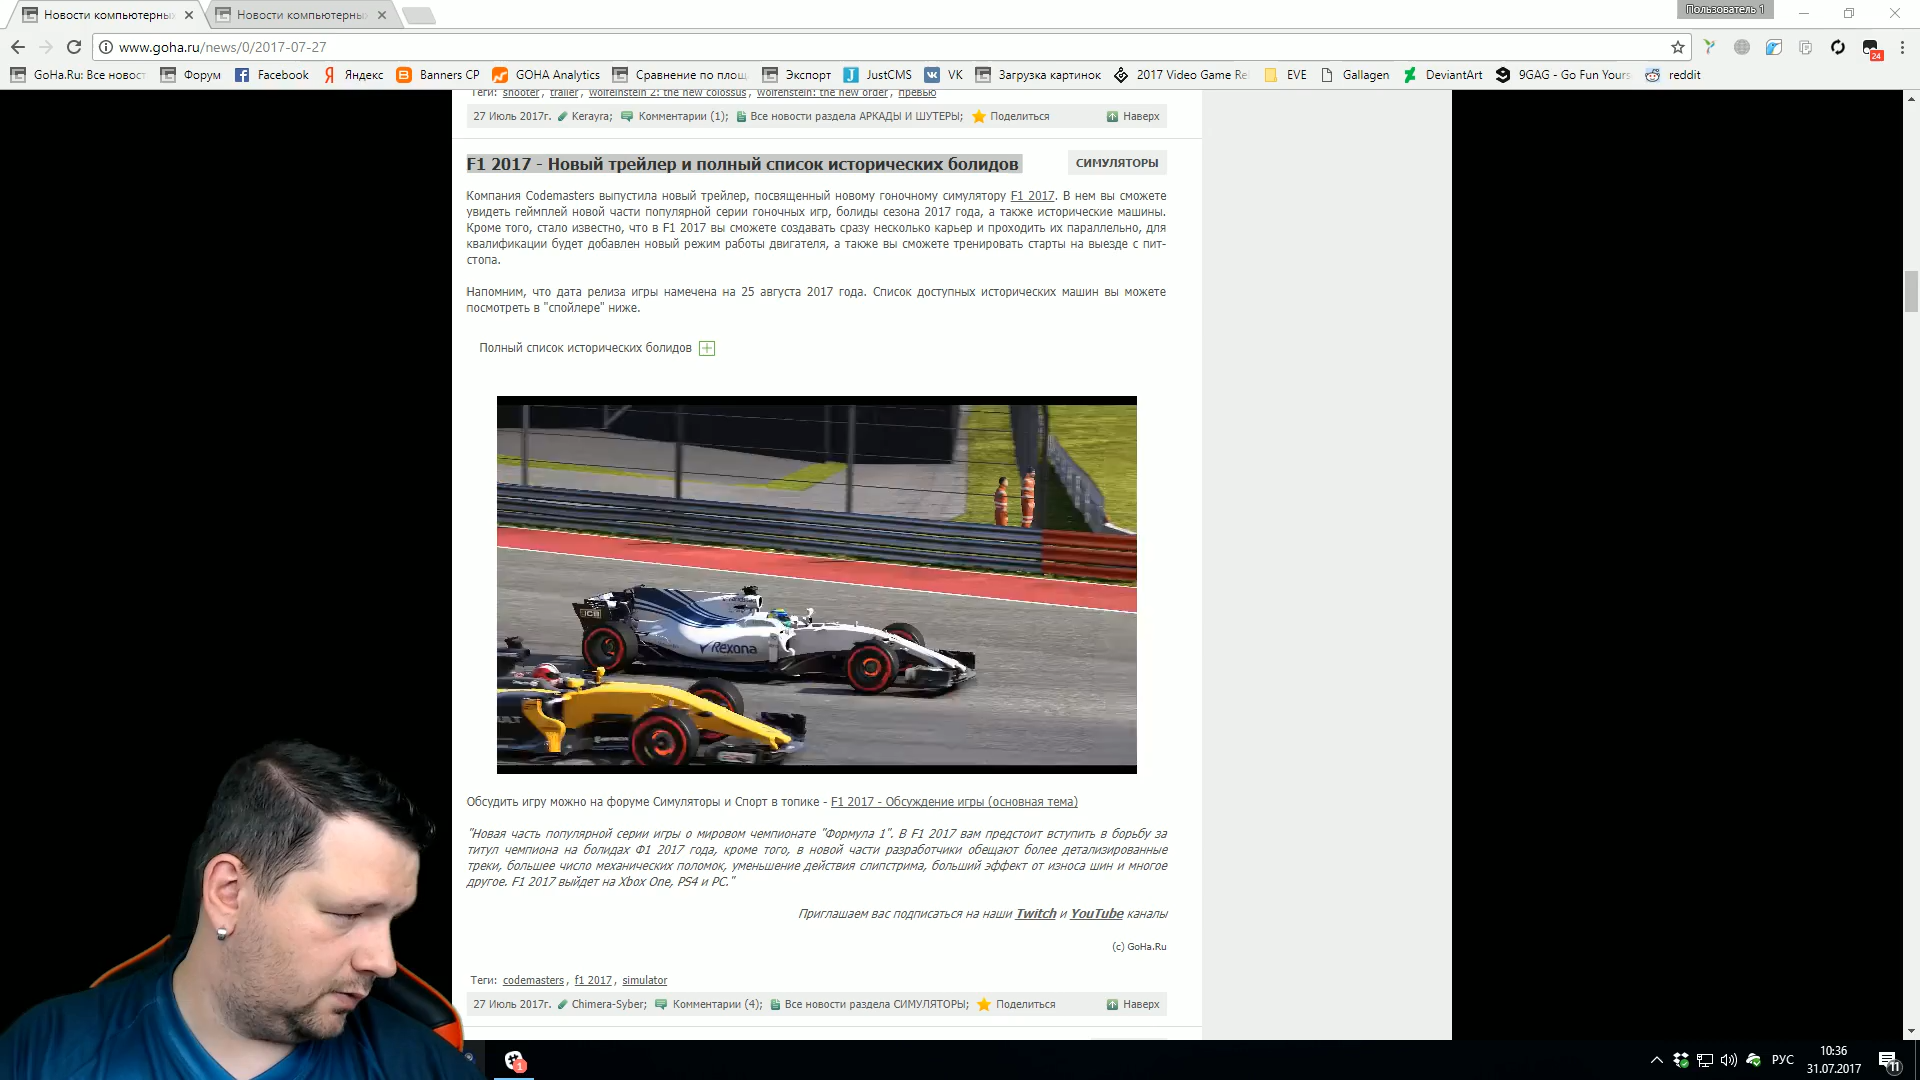 Новости компьютерны
Новости компьютерны
Пользователь 1
www.goha.ru/news/0/2017-07-27
24
GoHa.Ru: Все новост
Форум
Facebook
Яндекс
Banners CP
GOHA Analytics
Сравнение по площ
Экспорт
JustCMS
VK
Загрузка картинок
2017 Video Game Re
EVE
Gallagen
DeviantArt
9GAG - Go Fun Yours
reddit
Теги: shooter, trailer, wolfeinstein 2: the new colossus, wolfenstein: the new order, превью
27 Июль 2017г. Kerayra; Комментарии (1); Все новости раздела АРКАДЫ И ШУТЕРЫ; Поделиться Наверх
F1 2017 - Новый трейлер и полный список исторических болидов
СИМУЛЯТОРЫ
Компания Codemasters выпустила новый трейлер, посвященный новому гоночному симулятору F1 2017. В нем вы сможете
увидеть геймплей новой части популярной серии гоночных игр, болиды сезона 2017 года, а также исторические машины.
Кроме того, стало известно, что в F1 2017 вы сможете создавать сразу несколько карьер и проходить их параллельно, для
квалификации будет добавлен новый режим работы двигателя, а также вы сможете тренировать старты на выезде с пит-
стопа.
Напомним, что дата релиза игры намечена на 25 августа 2017 года. Список доступных исторических машин вы можете
посмотреть в "спойлере" ниже.
Полный список исторических болидов
JCB
Rexona
Обсудить игру можно на форуме Симуляторы и Спорт в топике - F1 2017 - Обсуждение игры (основная тема)
"Новая часть популярной серии игры о мировом чемпионате "Формула 1". В F1 2017 вам предстоит вступить в борьбу за
титул чемпиона на болидах Ф1 2017 года, кроме того, в новой части разработчики обещают более детализированные
треки, большее число механических поломок, уменьшение действия слипстрима, больший эффект от износа шин и многое
другое. F1 2017 выйдет на Xbox One, PS4 и PC."
Приглашаем вас подписаться на наши Twitch и YouTube каналы
(c) GoHa.Ru
Теги: codemasters, f1 2017, simulator
27 Июль 2017г. Chimera-Syber; Комментарии (4); Все новости раздела СИМУЛЯТОРЫ; Поделиться Наверх
1
РУС
10:36
31.07.2017
11